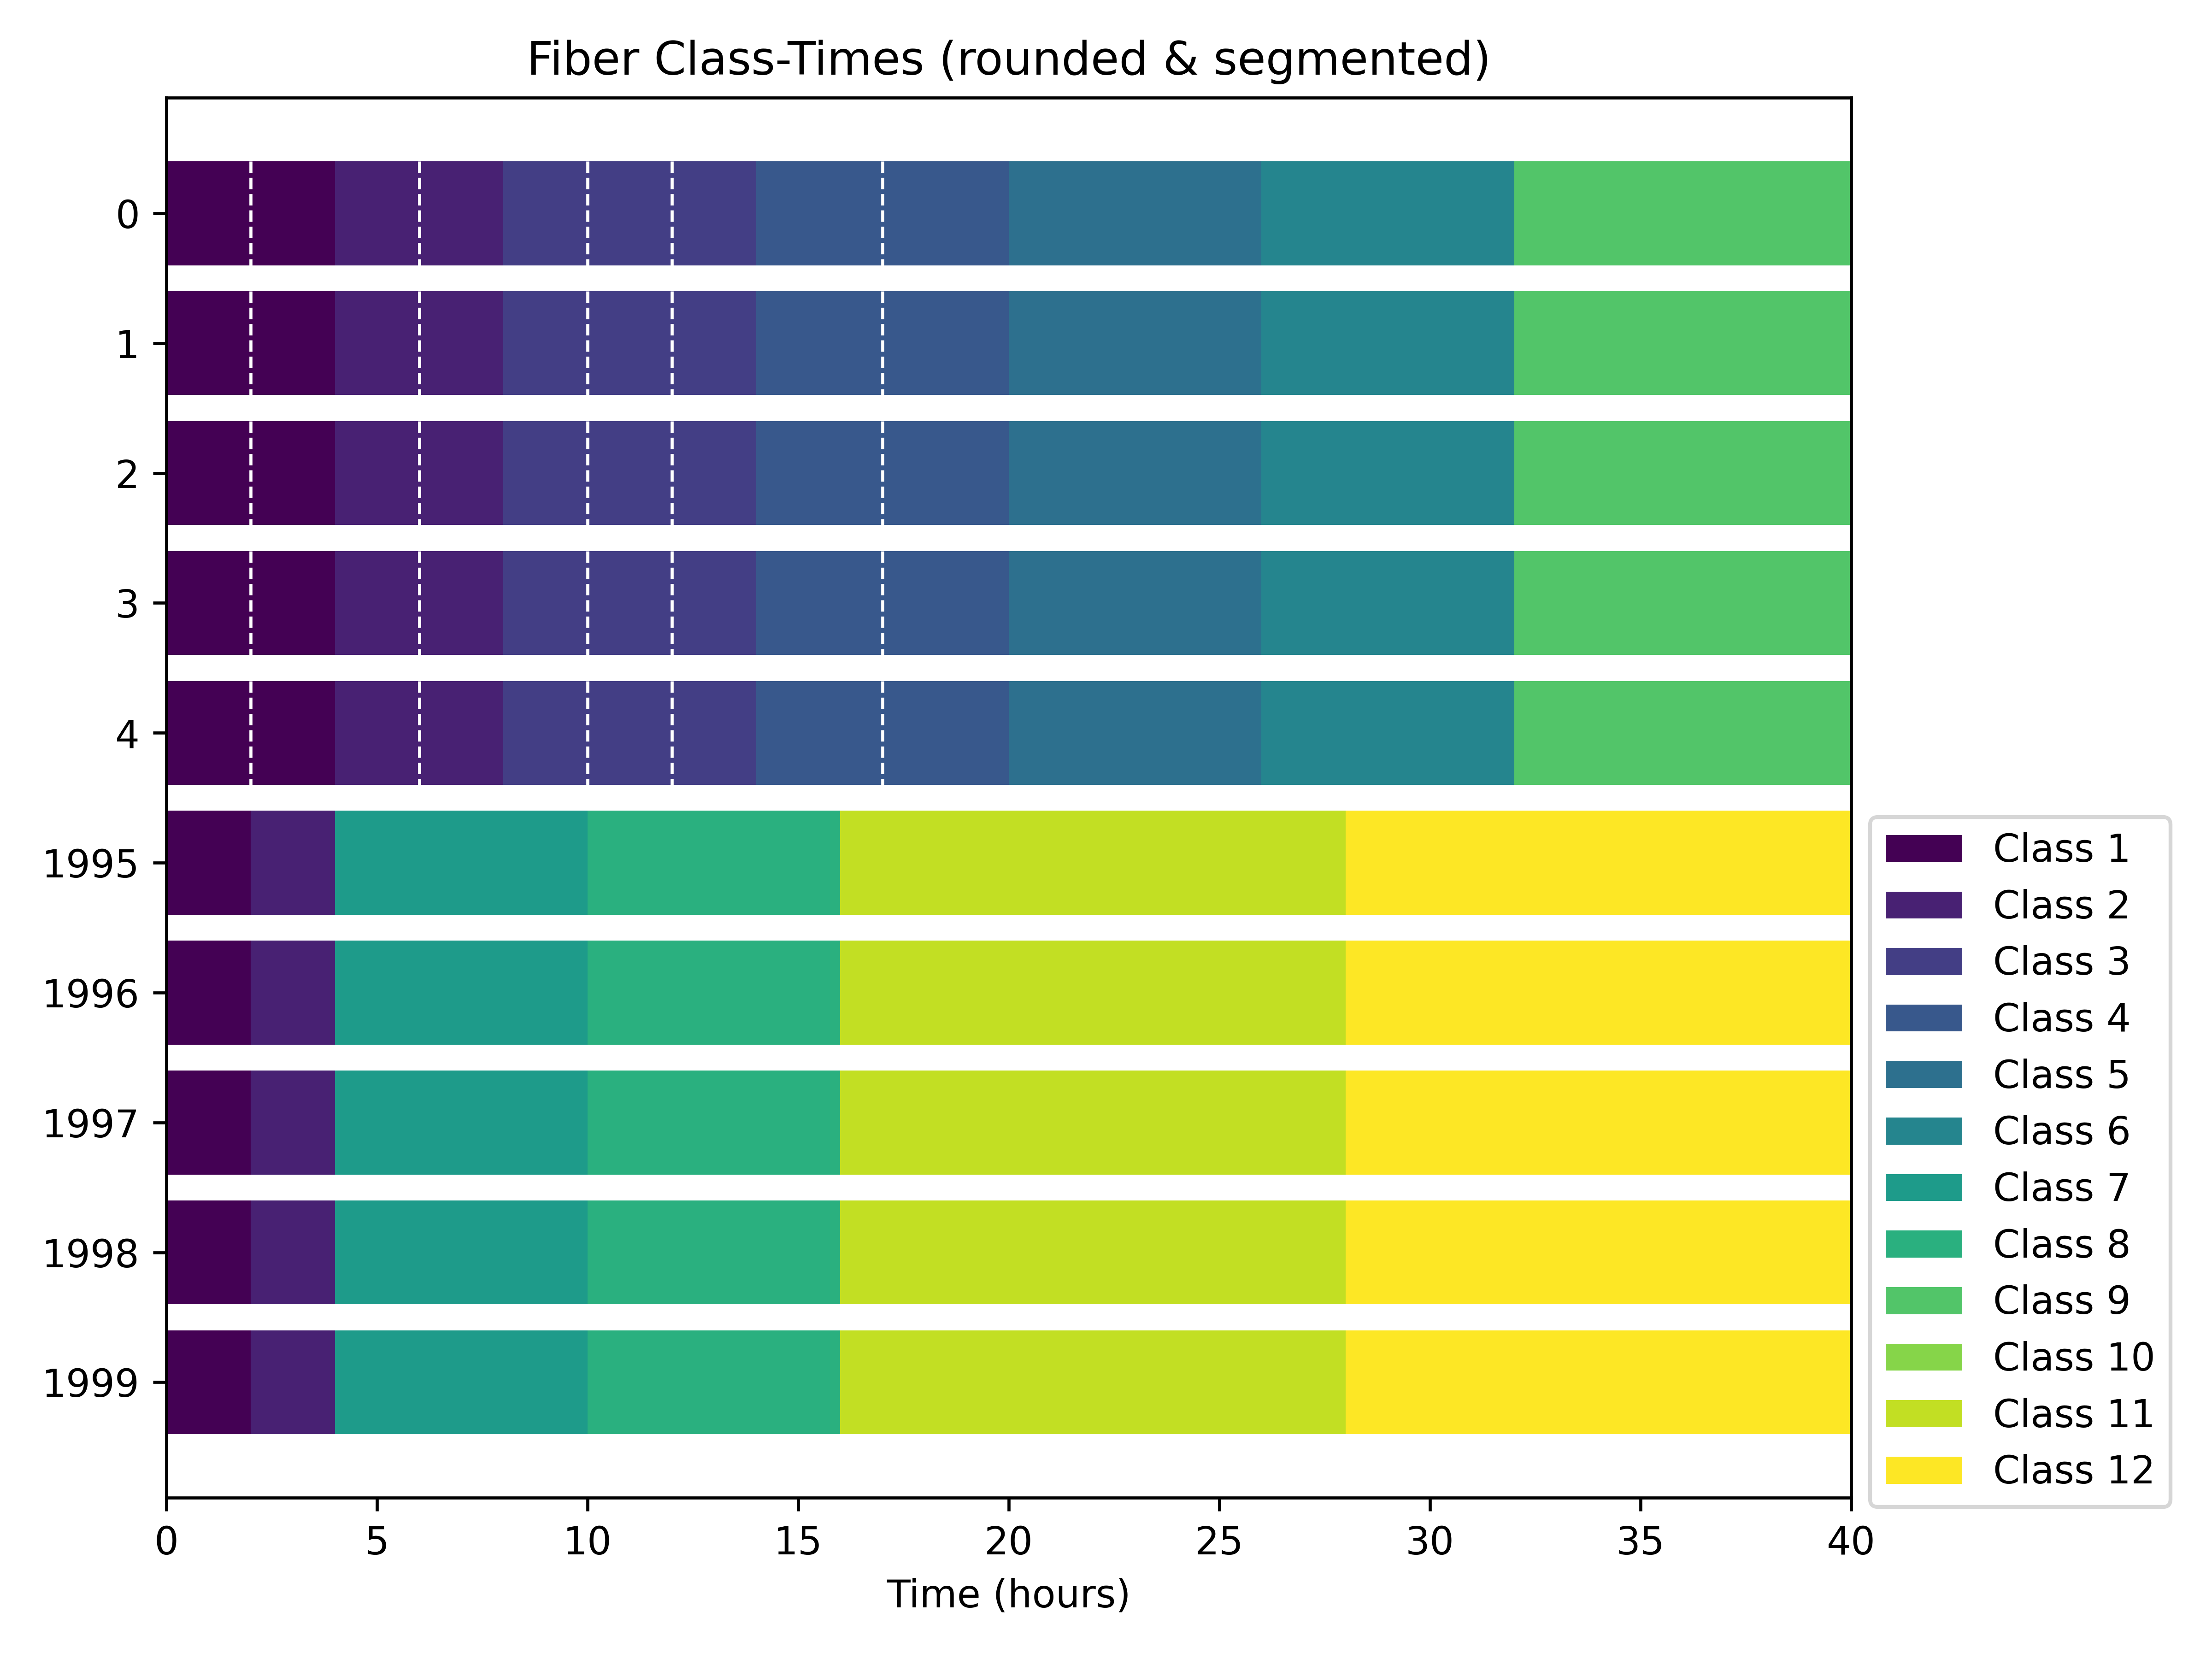 Fiber Class-Times (rounded & segmented)
0
1
2
3
4
1995
1996
1997
1998
1999
0 5 10 15 20 25 30 35 40
Time (hours)
Class 1
Class 2
Class 3
Class 4
Class 5
Class 6
Class 7
Class 8
Class 9
Class 10
Class 11
Class 12